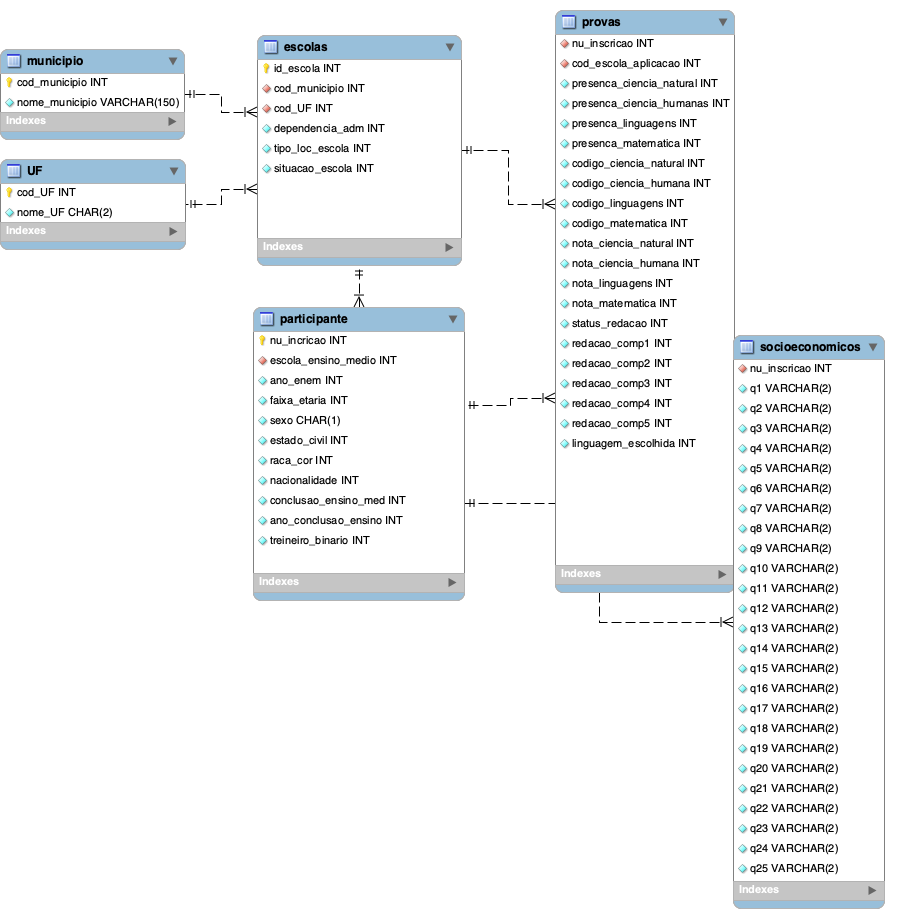 municipio
cod_municipio INT
nome_municipio VARCHAR(150)
Indexes
UF
cod_UF INT
nome_UF CHAR(2)
Indexes
escolas
id_escola INT
cod_municipio INT
cod_UF INT
dependencia_adm INT
tipo_loc_escola INT
situacao_escola INT
Indexes
participante
nu_incricao INT
escola_ensino_medio INT
ano_enem INT
faixa_etaria INT
sexo CHAR(1)
estado_civil INT
raca_cor INT
nacionalidade INT
conclusao_ensino_med INT
ano_conclusao_ensino INT
treineiro_binario INT
Indexes
provas
nu_inscricao INT
cod_escola_aplicacao INT
presenca_ciencia_natural INT
presenca_ciencia_humanas INT
presenca_linguagens INT
presenca_matematica INT
codigo_ciencia_natural INT
codigo_ciencia_humana INT
codigo_linguagens INT
codigo_matematica INT
nota_ciencia_natural INT
nota_ciencia_humana INT
nota_linguagens INT
nota_matematica INT
status_redacao INT
redacao_comp1 INT
redacao_comp2 INT
redacao_comp3 INT
redacao_comp4 INT
redacao_comp5 INT
linguagem_escolhida INT
Indexes
socioeconomicos
nu_inscricao INT
q1 VARCHAR(2)
q2 VARCHAR(2)
q3 VARCHAR(2)
q4 VARCHAR(2)
q5 VARCHAR(2)
q6 VARCHAR(2)
q7 VARCHAR(2)
q8 VARCHAR(2)
q9 VARCHAR(2)
q10 VARCHAR(2)
q11 VARCHAR(2)
q12 VARCHAR(2)
q13 VARCHAR(2)
q14 VARCHAR(2)
q15 VARCHAR(2)
q16 VARCHAR(2)
q17 VARCHAR(2)
q18 VARCHAR(2)
q19 VARCHAR(2)
q20 VARCHAR(2)
q21 VARCHAR(2)
q22 VARCHAR(2)
q23 VARCHAR(2)
q24 VARCHAR(2)
q25 VARCHAR(2)
Indexes